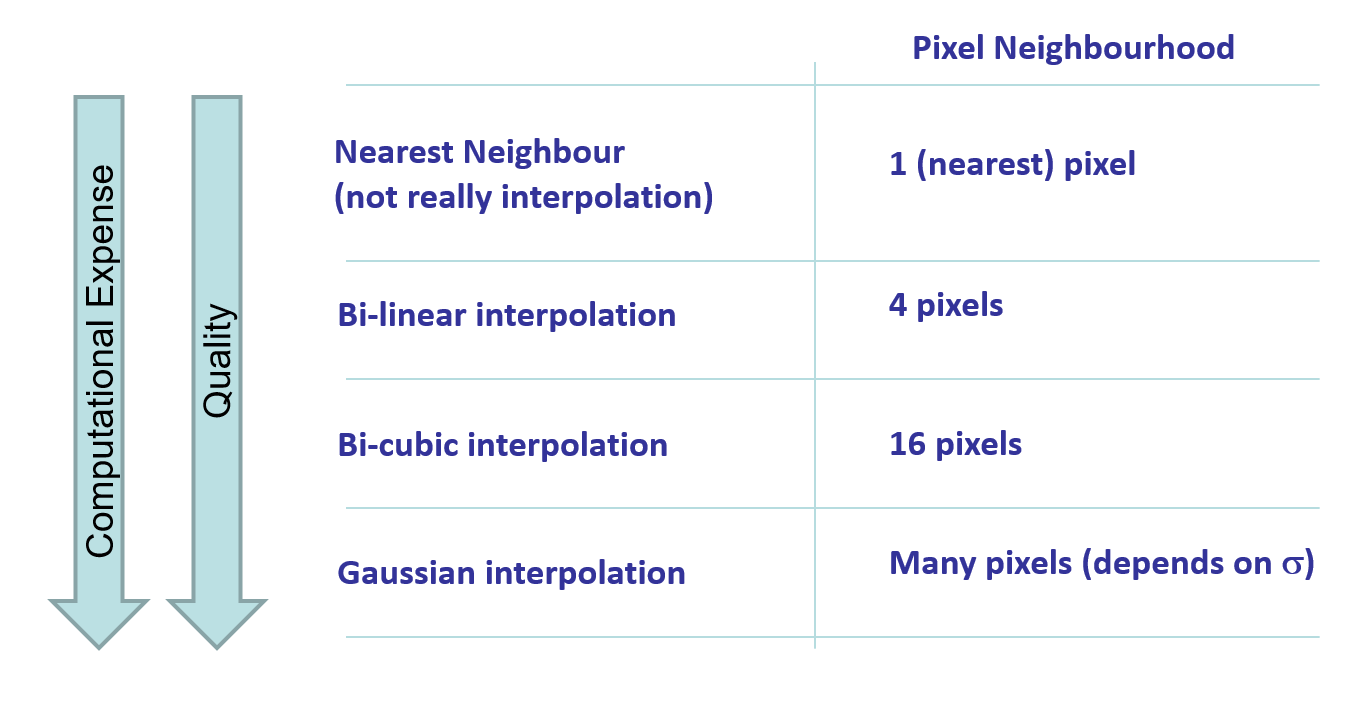 Pixel Neighbourhood
Computational Expense
Quality
Nearest Neighbour
(not really interpolation)
1 (nearest) pixel
Bi-linear interpolation
4 pixels
Bi-cubic interpolation
16 pixels
Gaussian interpolation
Many pixels (depends on σ)